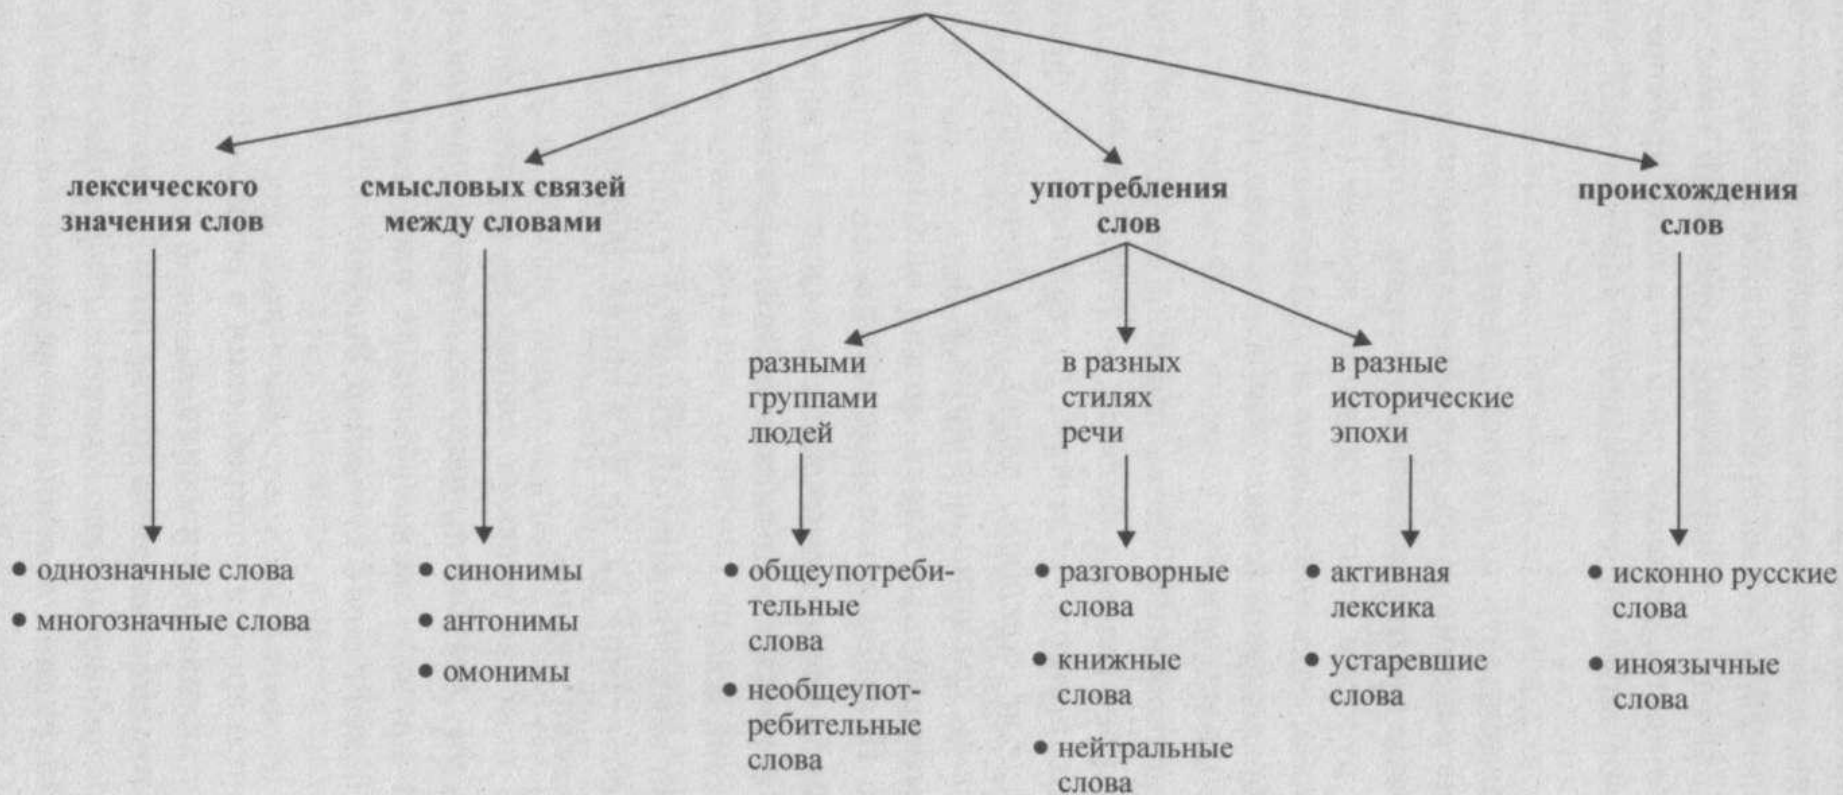 лексического
значения слов
смысловых связей
между словами
употребления
слов
происхождения
слов
разными
группами
людей
в разных
стилях
речи
в разные
исторические
эпохи
• однозначные слова
• многозначные слова
• синонимы
• антонимы
• омонимы
• общеупотреби-
тельные
слова
• необщеупот-
ребительные
слова
• разговорные
слова
• книжные
слова
• нейтральные
слова
• активная
лексика
• устаревшие
слова
• исконно русские
слова
• иноязычные
слова